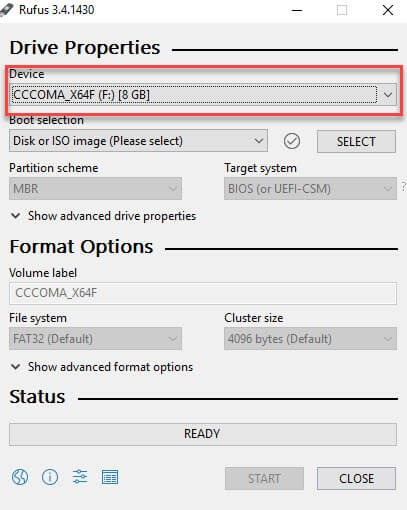 Rufus 3.4.1430
Drive Properties
Device
CCCOMA_X64F (F:) [8 GB]
Boot selection
Disk or ISO image (Please select)
SELECT
Partition scheme
Target system
MBR
BIOS (or UEFI-CSM)
?
Show advanced drive properties
Format Options
Volume label
CCCOMA_X64F
File system
Cluster size
FAT32 (Default)
4096 bytes (Default)
Show advanced format options
Status
READY
START
CLOSE